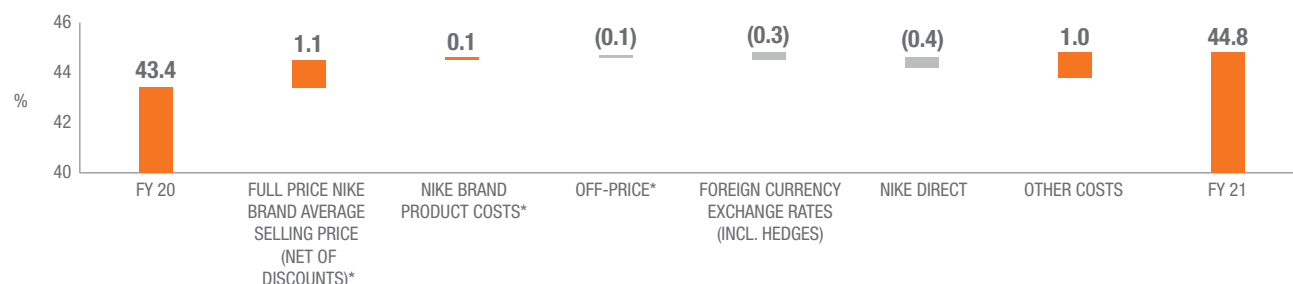 46
44
42
40
%
43.4
1.1
0.1
(0.1)
(0.3)
(0.4)
1.0
44.8
FY 20
FULL PRICE NIKE
BRAND AVERAGE
SELLING PRICE
(NET OF
DISCOUNTS)*
NIKE BRAND
PRODUCT COSTS*
OFF-PRICE*
FOREIGN CURRENCY
EXCHANGE RATES
(INCL. HEDGES)
NIKE DIRECT
OTHER COSTS
FY 21